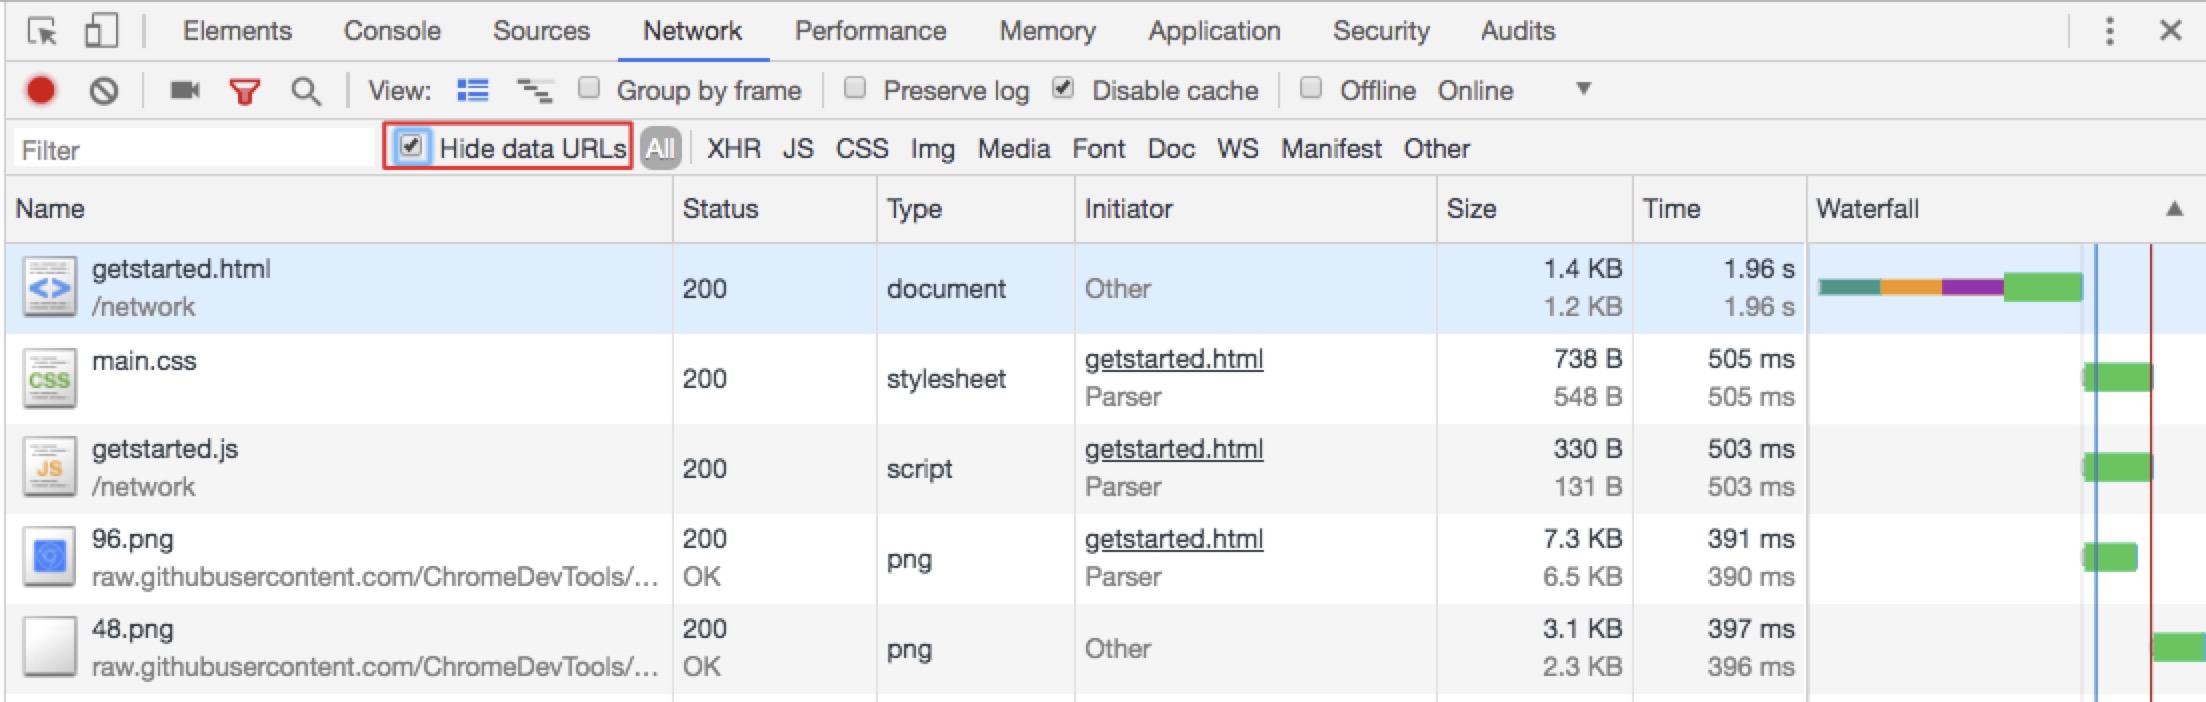 Elements Console Sources Network Performance Memory Application Security Audits
View: Group by frame Preserve log Disable cache Offline Online
Filter Hide data URLs All XHR JS CSS Img Media Font Doc WS Manifest Other
Name Status Type Initiator Size Time Waterfall
getstarted.html 1.4 KB 1.96 s
200 document Other
/network 1.2 KB 1.96 s
main.css getstarted.html 738 B 505 ms
CSS 200 stylesheet
Parser 548 B 505 ms
getstarted.js getstarted.html 330 B 503 ms
JS 200 script
/network Parser 131 B 503 ms
96.png 200 getstarted.html 7.3 KB 391 ms
png
raw.githubusercontent.com/ChromeDevTools/... OK Parser 6.5 KB 390 ms
48.png 200 3.1 KB 397 ms
png Other
raw.githubusercontent.com/ChromeDevTools/... OK 2.3 KB 396 ms